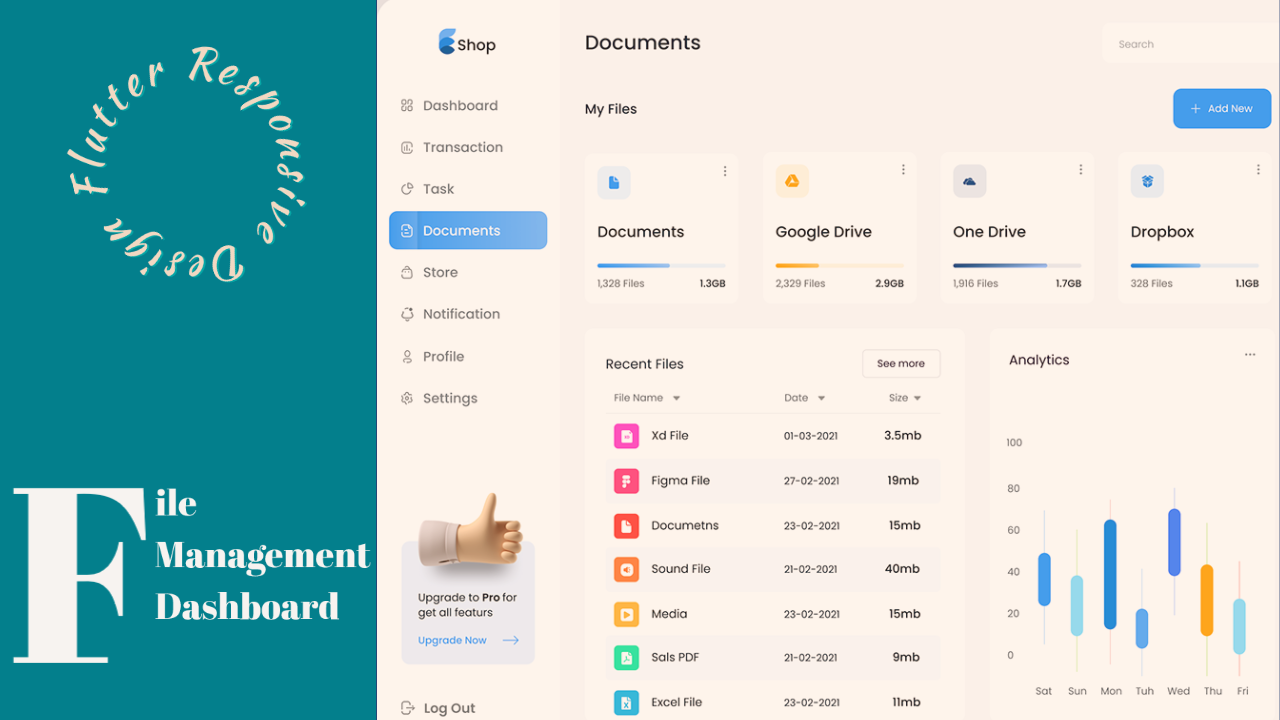 Flutter Responsive Design
File
Management
Dashboard
Shop
Dashboard
Transaction
Task
Documents
Store
Notification
Profile
Settings
Upgrade to Pro for
get all featurs
Upgrade Now
Log Out
Documents
Search
My Files
+ Add New
Documents
1,328 Files 1.3GB
Google Drive
2,329 Files 2.9GB
One Drive
1,916 Files 1.7GB
Dropbox
328 Files 1.1GB
Recent Files
See more
File Name Date Size
Xd File 01-03-2021 3.5mb
Figma File 27-02-2021 19mb
Documetns 23-02-2021 15mb
Sound File 21-02-2021 40mb
Media 23-02-2021 15mb
Sals PDF 21-02-2021 9mb
Excel File 23-02-2021 11mb
Analytics
100
80
60
40
20
0
Sat Sun Mon Tuh Wed Thu Fri